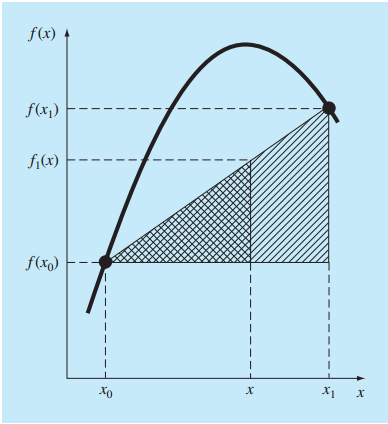 f(x)
f(x₁)
f₁(x)
f(x₀)
x₀ x x₁ x